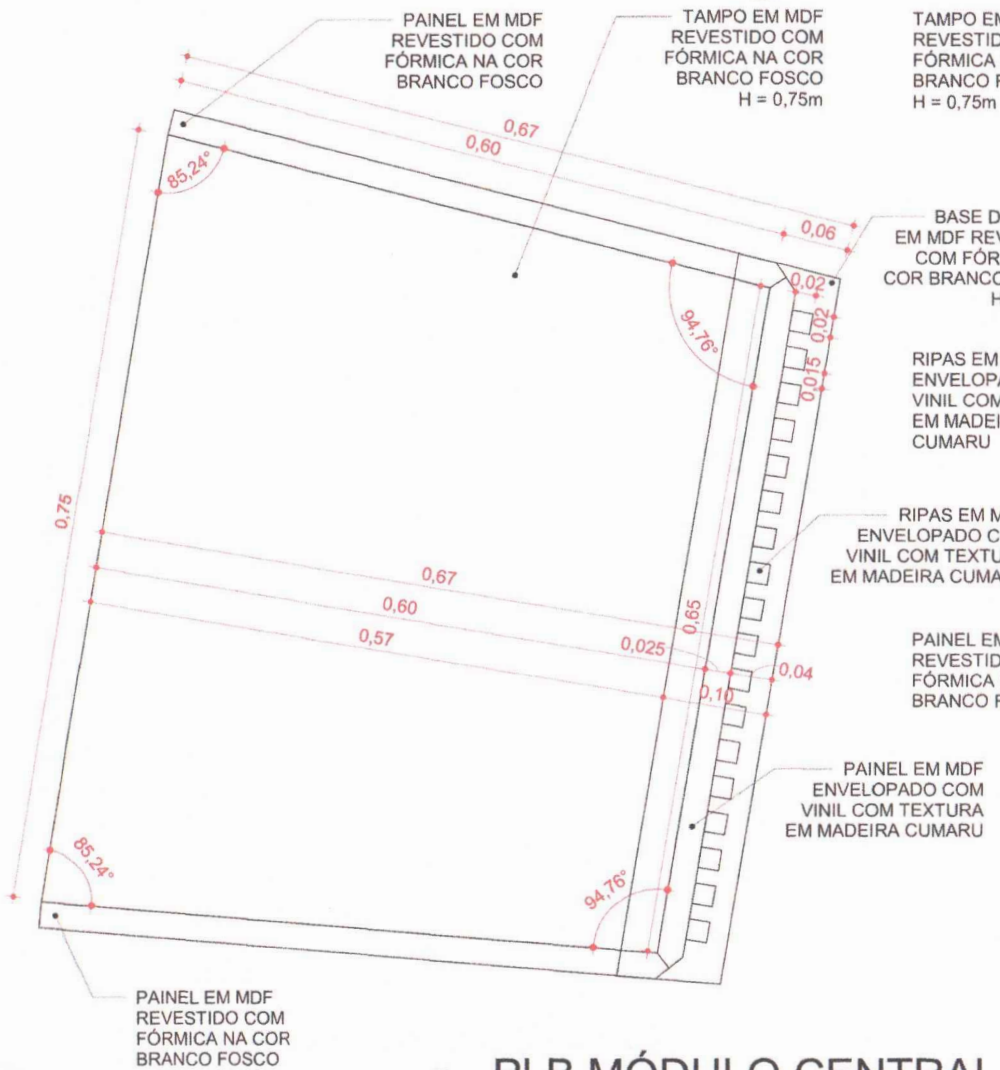 PAINEL EM MDF
REVESTIDO COM
FÓRMICA NA COR
BRANCO FOSCO
TAMPO EM MDF
REVESTIDO COM
FÓRMICA NA COR
BRANCO FOSCO
H = 0,75m
TAMPO EM
REVESTID
FÓRMICA
BRANCO F
H = 0,75m
0,67
0,60
0,06
85,24°
94,76°
0,02
0,02
0,015
BASE D
EM MDF REV
COM FÓR
COR BRANCO
H
RIPAS EM
ENVELOPA
VINIL COM
EM MADEI
CUMARU
0,75
RIPAS EM M
ENVELOPADO C
VINIL COM TEXTU
EM MADEIRA CUMA
0,67
0,60
0,57
0,65
0,025
0,04
0,10
PAINEL EM
REVESTID
FÓRMICA
BRANCO F
PAINEL EM MDF
ENVELOPADO COM
VINIL COM TEXTURA
EM MADEIRA CUMARU
85,24°
94,76°
PAINEL EM MDF
REVESTIDO COM
FÓRMICA NA COR
BRANCO FOSCO
MÓDULO CENTRAL